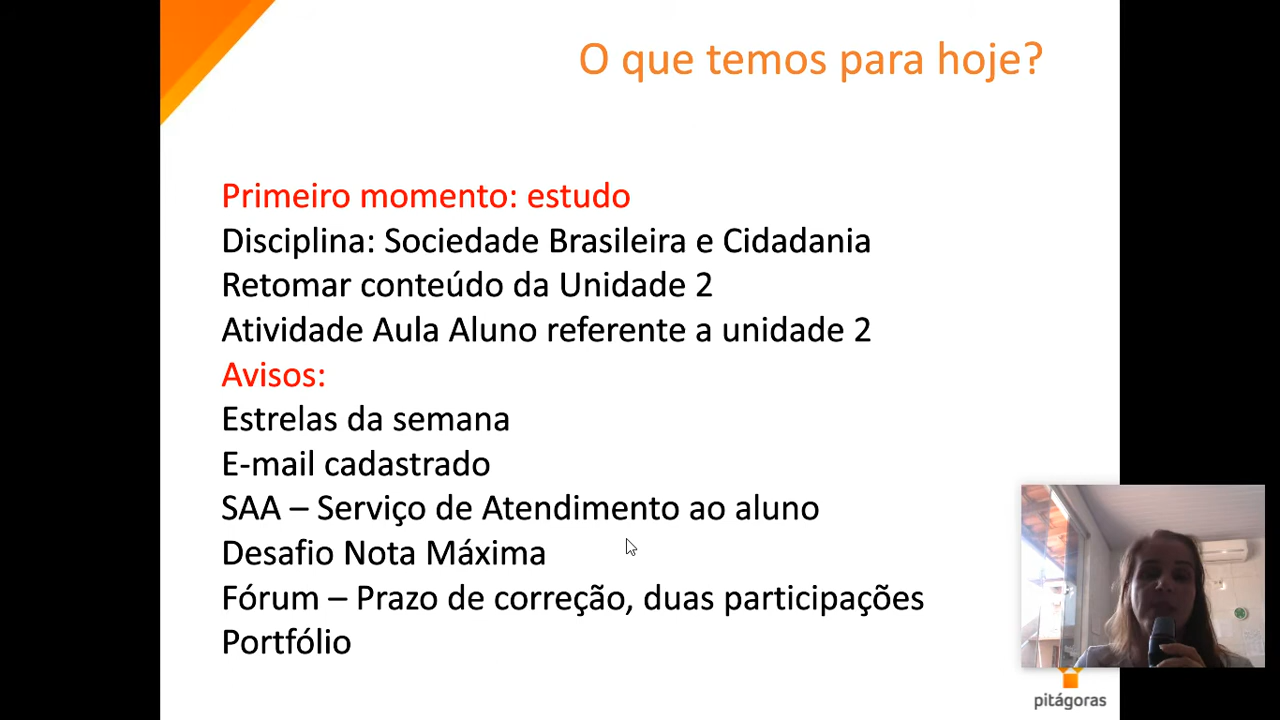 O que temos para hoje?
Primeiro momento: estudo
Disciplina: Sociedade Brasileira e Cidadania
Retomar conteúdo da Unidade 2
Atividade Aula Aluno referente a unidade 2
Avisos:
Estrelas da semana
E-mail cadastrado
SAA – Serviço de Atendimento ao aluno
Desafio Nota Máxima
Fórum – Prazo de correção, duas participações
Portfólio
pitágoras